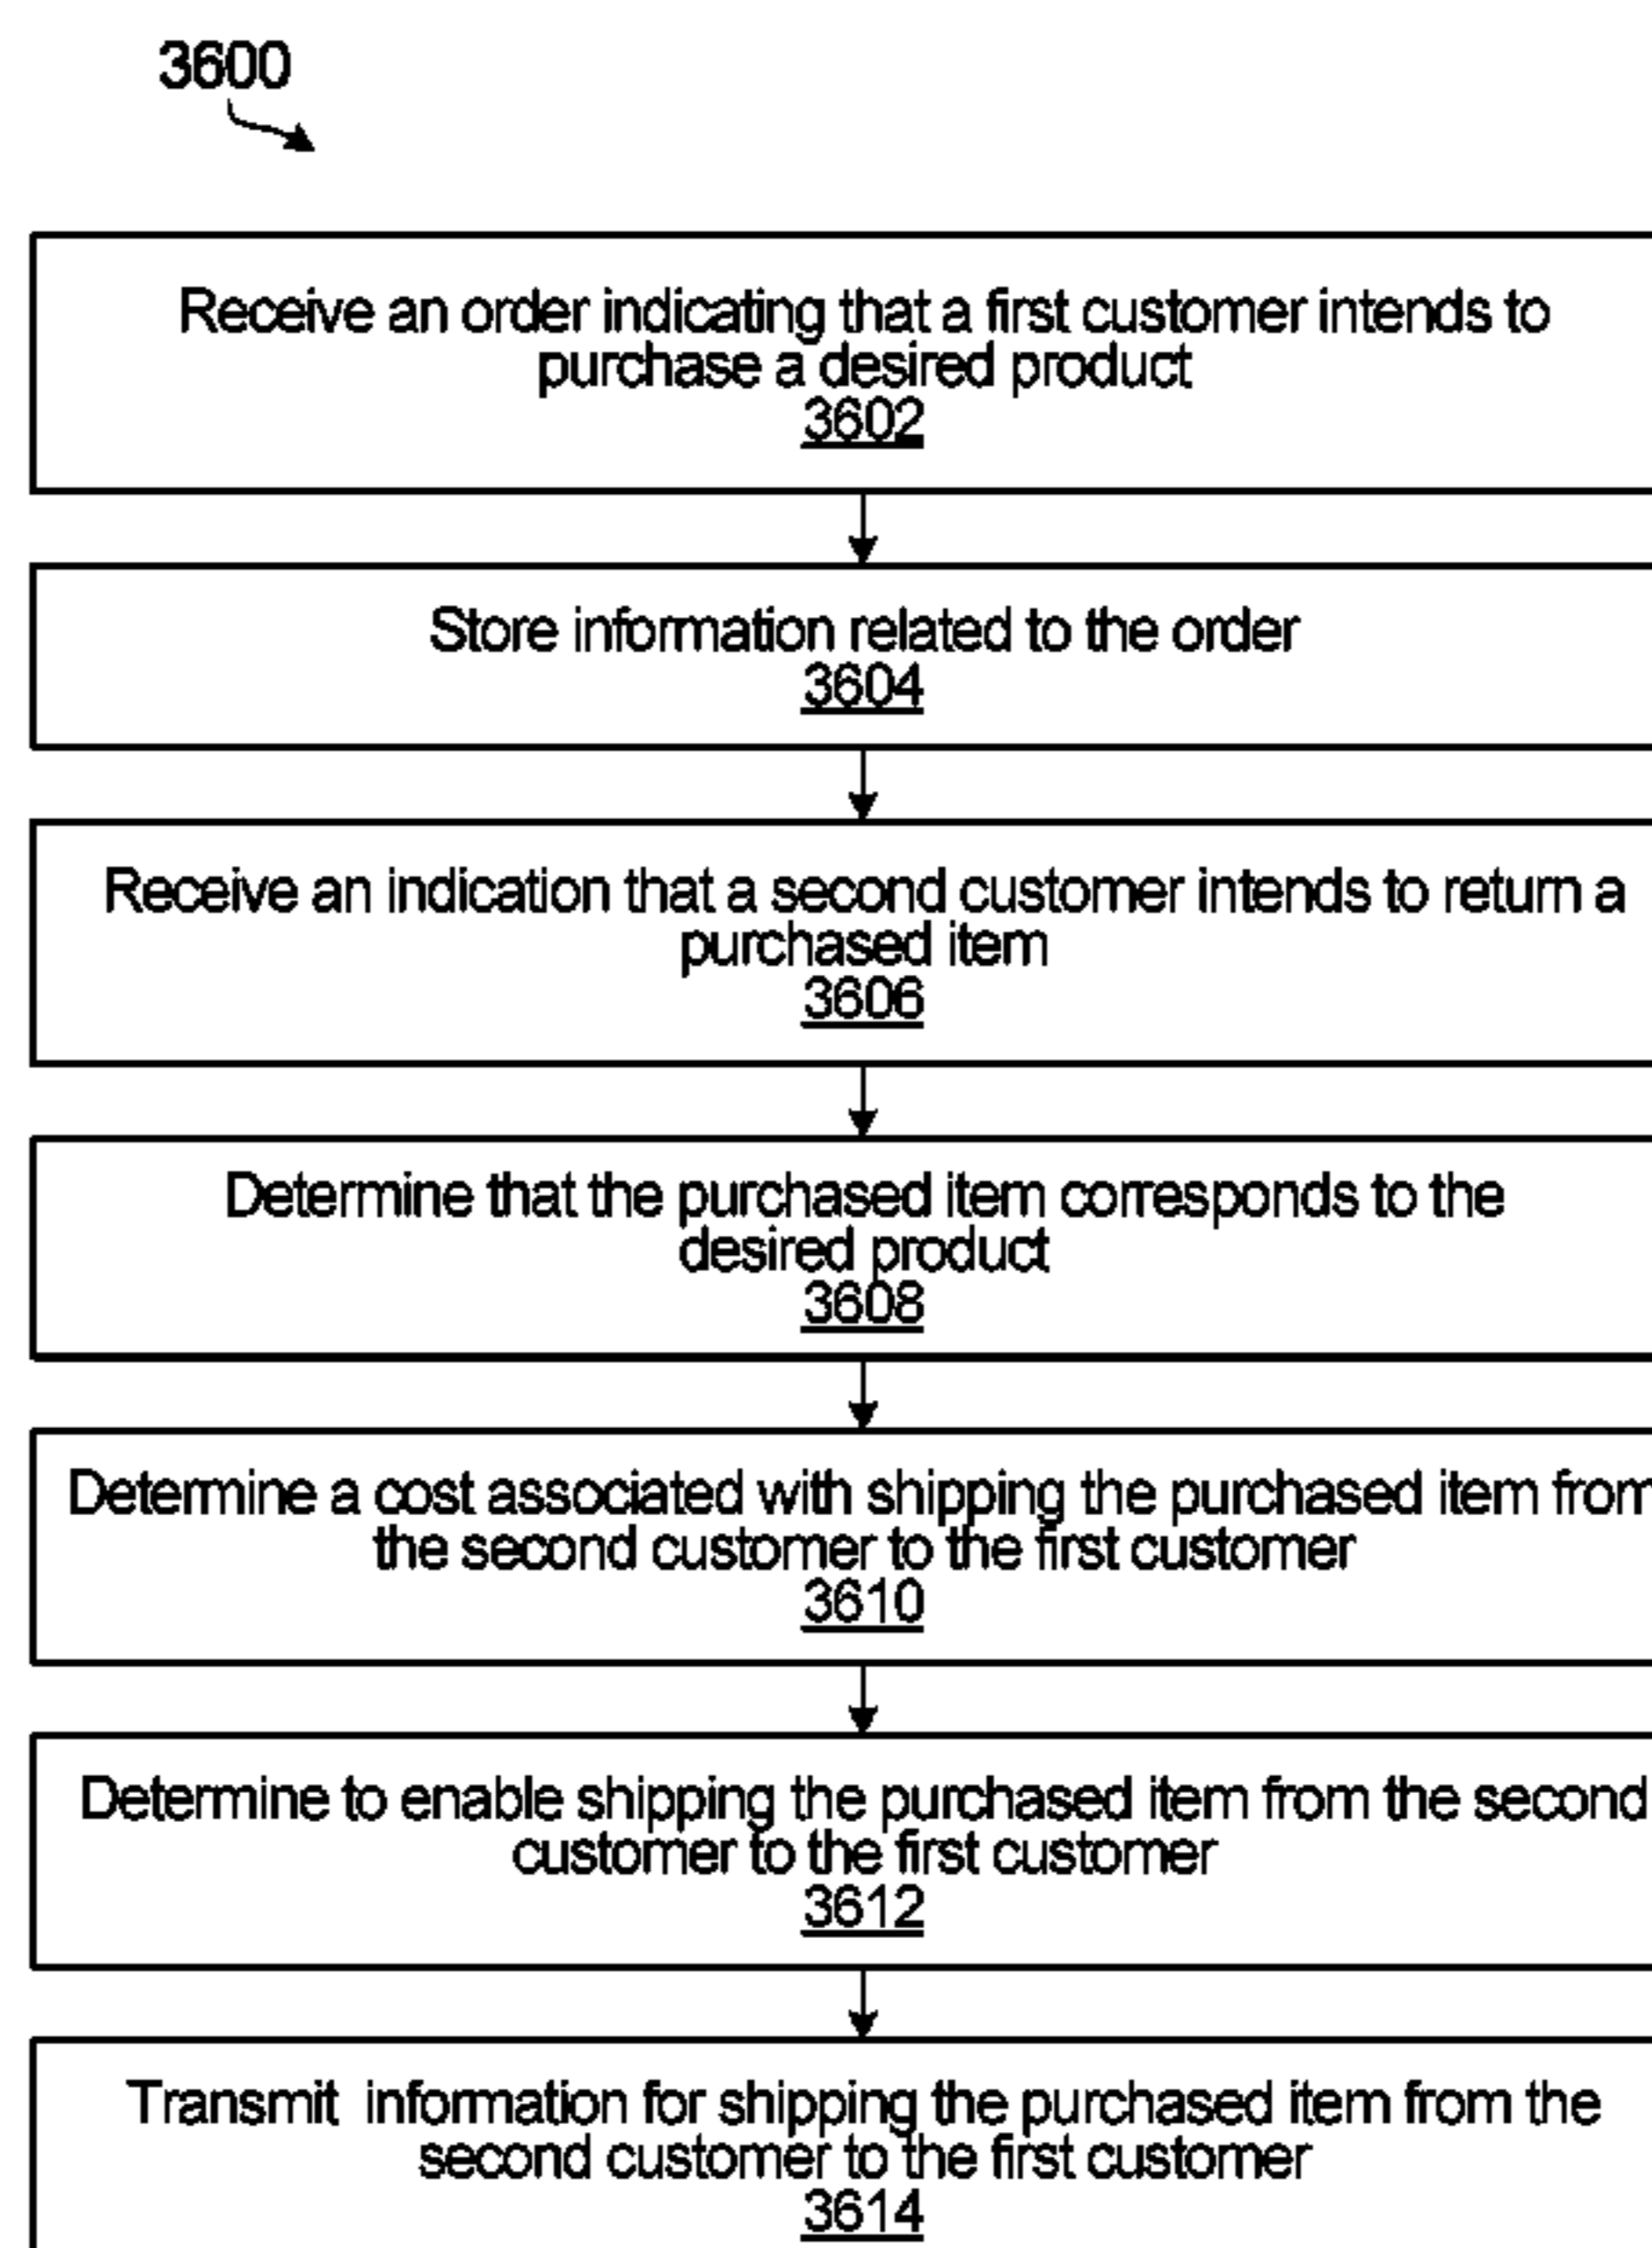 3600
Receive an order indicating that a first customer intends to
purchase a desired product
3602
Store information related to the order
3604
Receive an indication that a second customer intends to return a
purchased item
3606
Determine that the purchased item corresponds to the
desired product
3608
Determine a cost associated with shipping the purchased item from
the second customer to the first customer
3610
Determine to enable shipping the purchased item from the second
customer to the first customer
3612
Transmit information for shipping the purchased item from the
second customer to the first customer
3614